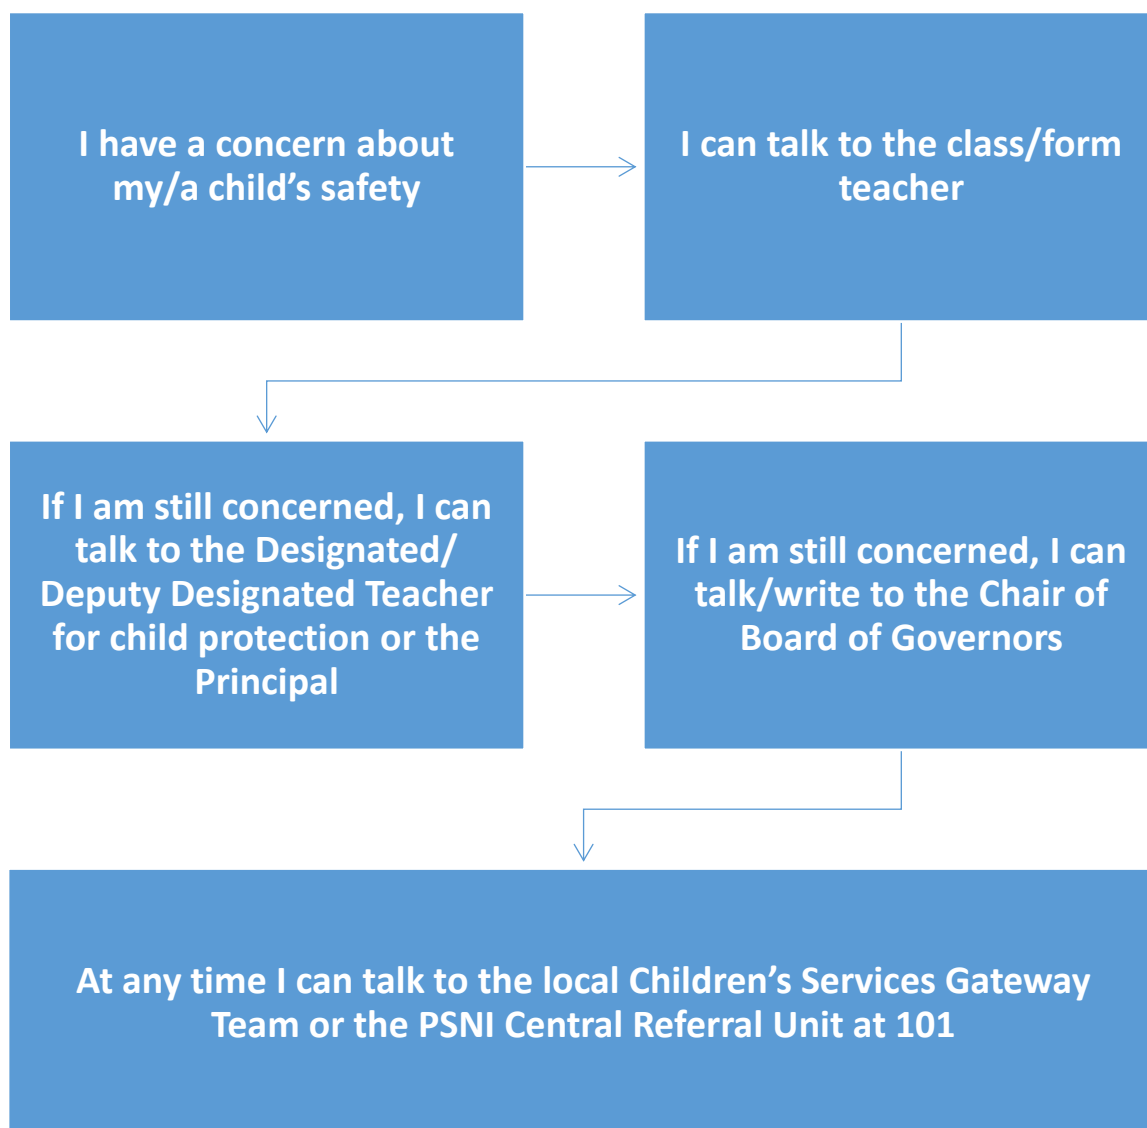 I have a concern about
my/a child’s safety
I can talk to the class/form
teacher
If I am still concerned, I can
talk to the Designated/
Deputy Designated Teacher
for child protection or the
Principal
If I am still concerned, I can
talk/write to the Chair of
Board of Governors
At any time I can talk to the local Children’s Services Gateway
Team or the PSNI Central Referral Unit at 101